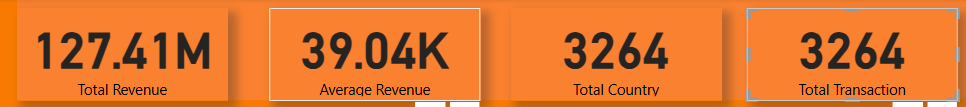 127.41M 39.04K 3264 3264
Total Revenue Average Revenue Total Country Total Transaction